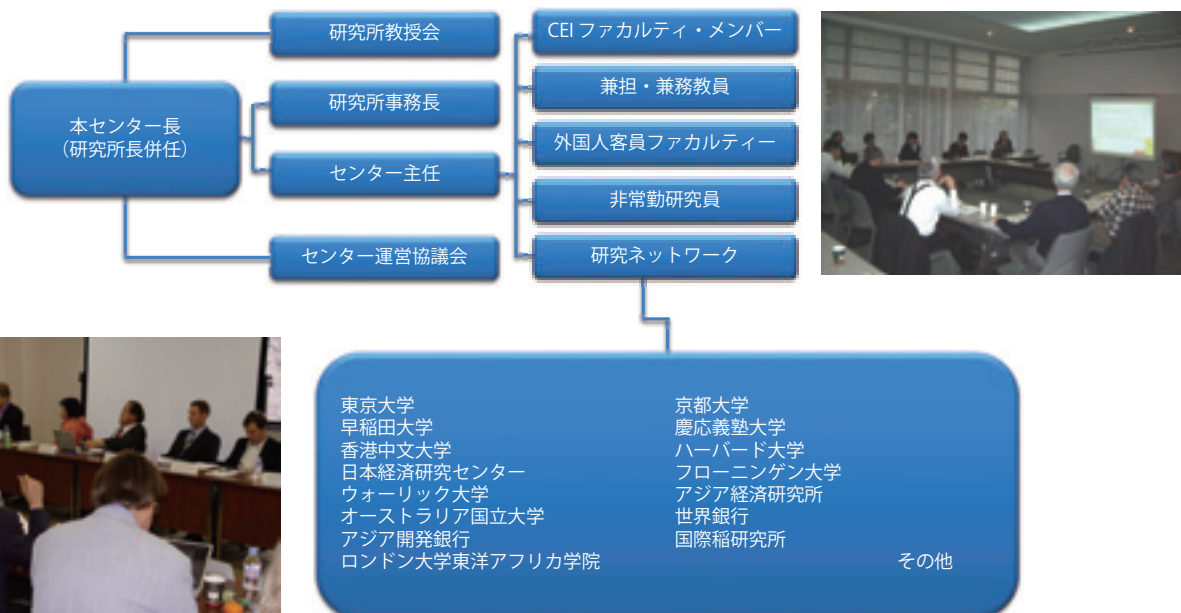 研究所教授会
研究所事務長
本センター長
（研究所長併任）
センター主任
センター運営協議会
CEI ファカルティ・メンバー
兼担・兼務教員
外国人客員ファカルティー
非常勤研究員
研究ネットワーク
東京大学
早稲田大学
香港中文大学
日本経済研究センター
ウォーリック大学
オーストラリア国立大学
アジア開発銀行
ロンドン大学東洋アフリカ学院
京都大学
慶応義塾大学
ハーバード大学
フローニンゲン大学
アジア経済研究所
世界銀行
国際稲研究所
その他